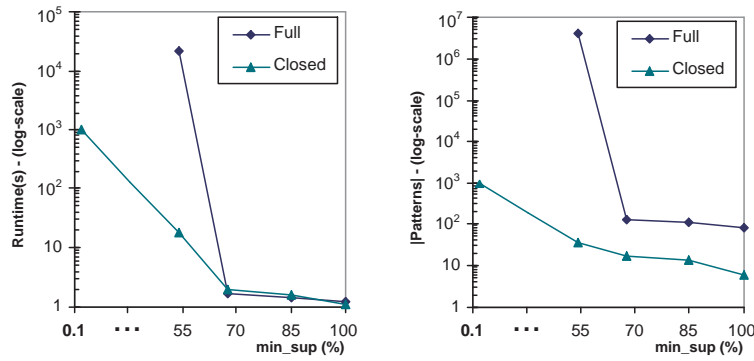 10^5
10^4
10^3
10^2
10
1
Runtime(s) - (log-scale)
Full
Closed
0.1 ... 55 70 85 100
min_sup (%)
10^7
10^6
10^5
10^4
10^3
10^2
10
1
|Patterns| - (log-scale)
Full
Closed
0.1 ... 55 70 85 100
min_sup (%)